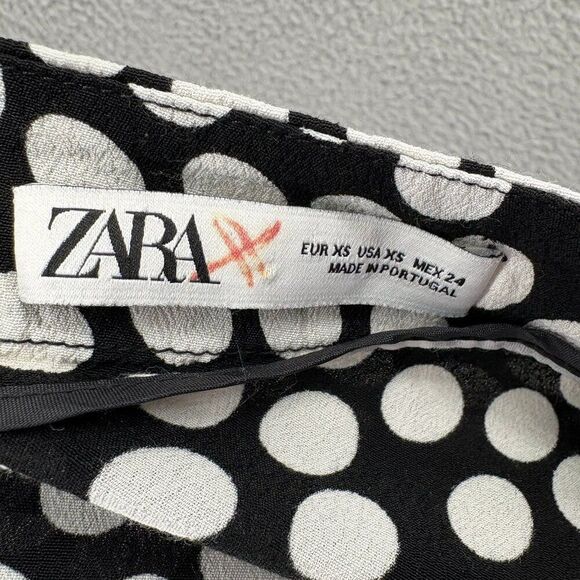 ZARA
EUR XS USA XS MEX 24
MADE IN PORTUGAL